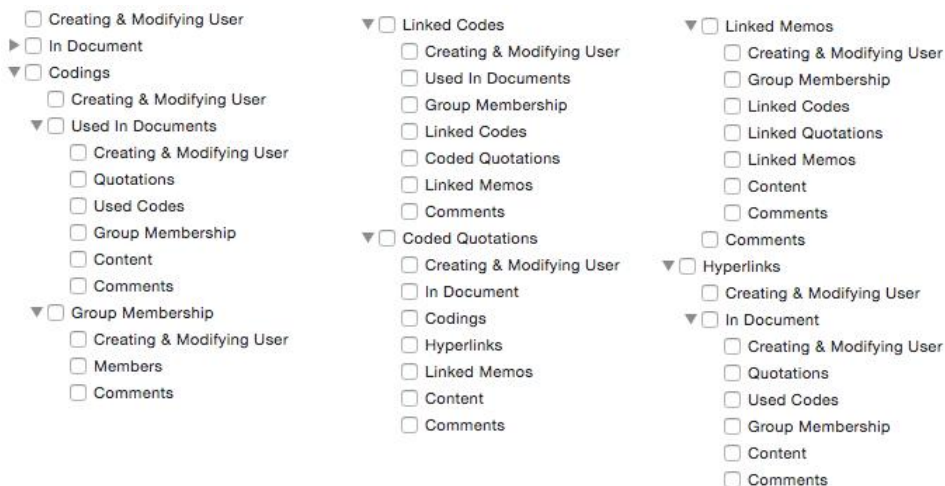 Creating & Modifying User
In Document
Codings
Creating & Modifying User
Used In Documents
Creating & Modifying User
Quotations
Used Codes
Group Membership
Content
Comments
Group Membership
Creating & Modifying User
Members
Comments
Linked Codes
Creating & Modifying User
Used In Documents
Group Membership
Linked Codes
Coded Quotations
Linked Memos
Comments
Coded Quotations
Creating & Modifying User
In Document
Codings
Hyperlinks
Linked Memos
Content
Comments
Linked Memos
Creating & Modifying User
Group Membership
Linked Codes
Linked Quotations
Linked Memos
Content
Comments
Comments
Hyperlinks
Creating & Modifying User
In Document
Creating & Modifying User
Quotations
Used Codes
Group Membership
Content
Comments